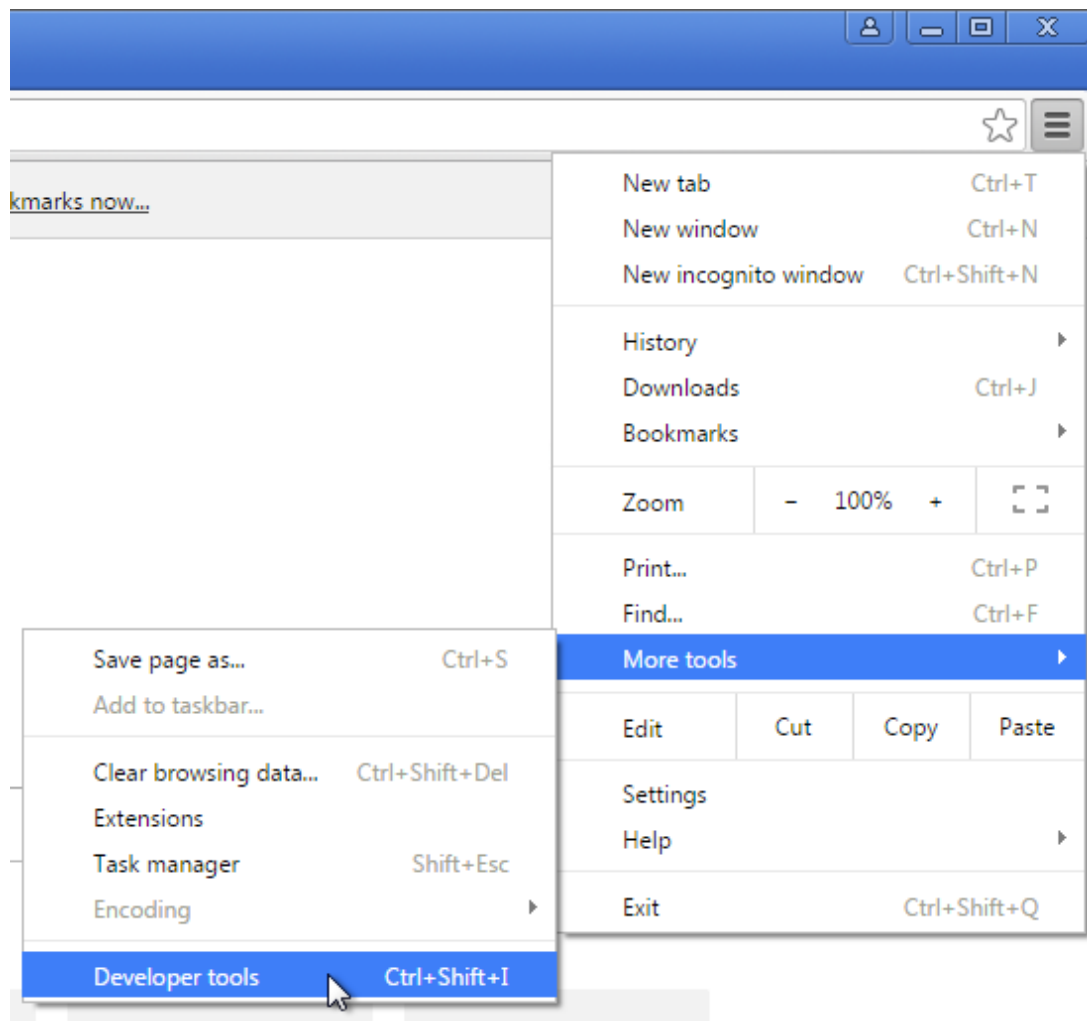 kmarks now...
New tab Ctrl+T
New window Ctrl+N
New incognito window Ctrl+Shift+N
History
Downloads Ctrl+J
Bookmarks
Zoom - 100% +
Print... Ctrl+P
Find... Ctrl+F
More tools
Edit Cut Copy Paste
Settings
Help
Exit Ctrl+Shift+Q
Save page as... Ctrl+S
Add to taskbar...
Clear browsing data... Ctrl+Shift+Del
Extensions
Task manager Shift+Esc
Encoding
Developer tools Ctrl+Shift+I